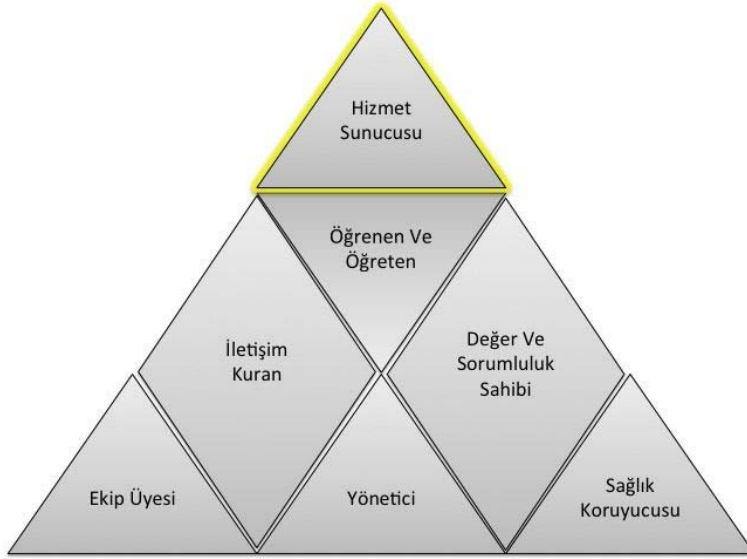 Hizmet
Sunucusu
Öğrenen Ve
Öğreten
İletişim
Kuran
Değer Ve
Sorumluluk
Sahibi
Ekip Üyesi
Yönetici
Sağlık
Koruyucusu